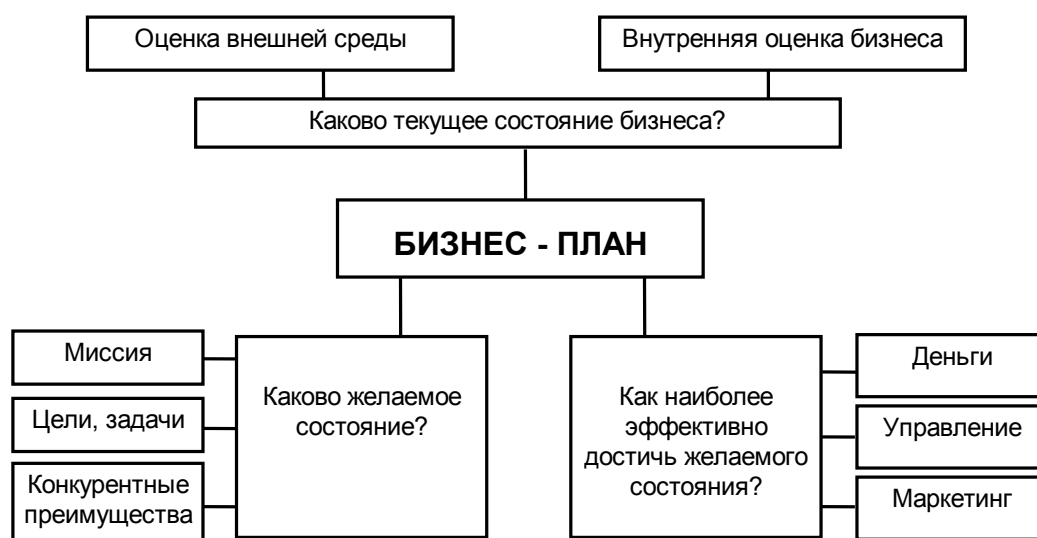 Оценка внешней среды
Внутренняя оценка бизнеса
Каково текущее состояние бизнеса?
БИЗНЕС - ПЛАН
Миссия
Цели, задачи
Конкурентные
преимущества
Каково желаемое
состояние?
Как наиболее
эффективно
достичь желаемого
состояния?
Деньги
Управление
Маркетинг